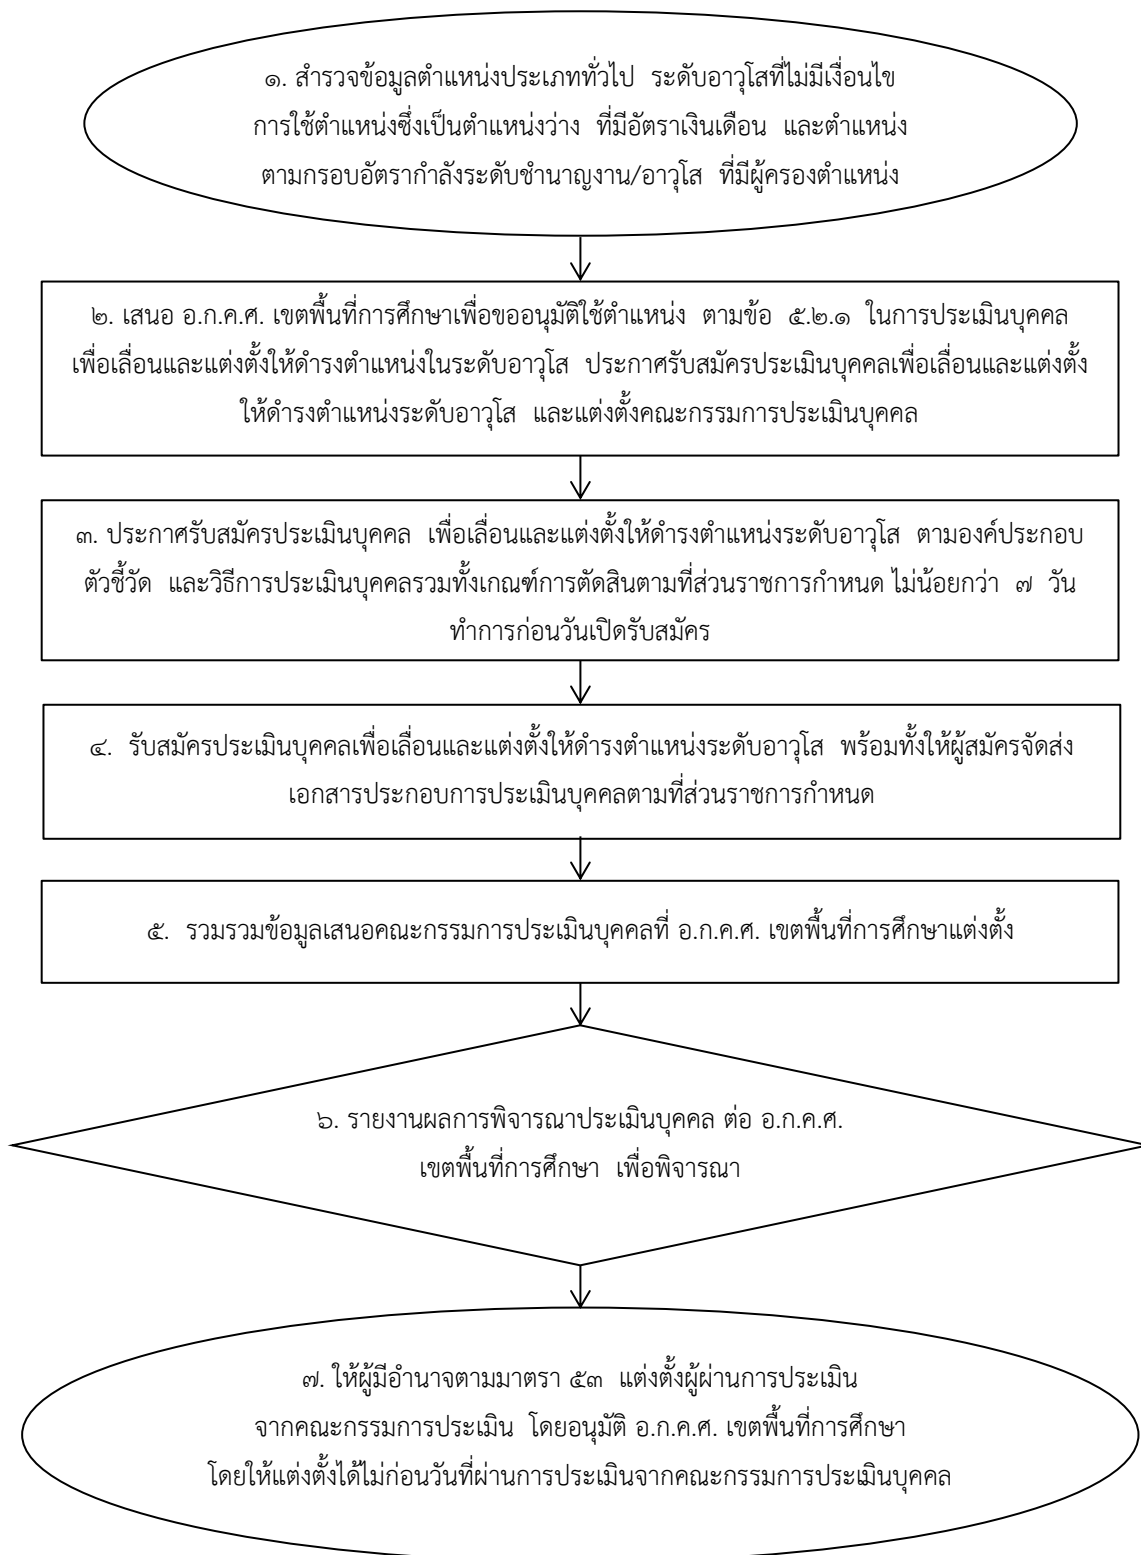 ๑. สำรวจข้อมูลตำแหน่งประเภททั่วไป ระดับอาวุโสที่ไม่มีเงื่อนไข
การใช้ตำแหน่งซึ่งเป็นตำแหน่งว่าง ที่มีอัตราเงินเดือน และตำแหน่ง
ตามกรอบอัตรากำลังระดับชำนาญงาน/อาวุโส ที่มีผู้ครองตำแหน่ง
๒. เสนอ อ.ก.ค.ศ. เขตพื้นที่การศึกษาเพื่อขออนุมัติใช้ตำแหน่ง ตามข้อ ๕.๒.๑ ในการประเมินบุคคล
เพื่อเลื่อนและแต่งตั้งให้ดำรงตำแหน่งในระดับอาวุโส ประกาศรับสมัครประเมินบุคคลเพื่อเลื่อนและแต่งตั้ง
ให้ดำรงตำแหน่งระดับอาวุโส และแต่งตั้งคณะกรรมการประเมินบุคคล
๓. ประกาศรับสมัครประเมินบุคคล เพื่อเลื่อนและแต่งตั้งให้ดำรงตำแหน่งระดับอาวุโส ตามองค์ประกอบ
ตัวชี้วัด และวิธีการประเมินบุคคลรวมทั้งเกณฑ์การตัดสินตามที่ส่วนราชการกำหนด ไม่น้อยกว่า ๗ วัน
ทำการก่อนวันเปิดรับสมัคร
๔. รับสมัครประเมินบุคคลเพื่อเลื่อนและแต่งตั้งให้ดำรงตำแหน่งระดับอาวุโส พร้อมทั้งให้ผู้สมัครจัดส่ง
เอกสารประกอบการประเมินบุคคลตามที่ส่วนราชการกำหนด
๕. รวมรวมข้อมูลเสนอคณะกรรมการประเมินบุคคลที่ อ.ก.ค.ศ. เขตพื้นที่การศึกษาแต่งตั้ง
๖. รายงานผลการพิจารณาประเมินบุคคล ต่อ อ.ก.ค.ศ.
เขตพื้นที่การศึกษา เพื่อพิจารณา
๗. ให้ผู้มีอำนาจตามมาตรา ๕๓ แต่งตั้งผู้ผ่านการประเมิน
จากคณะกรรมการประเมิน โดยอนุมัติ อ.ก.ค.ศ. เขตพื้นที่การศึกษา
โดยให้แต่งตั้งได้ไม่ก่อนวันที่ผ่านการประเมินจากคณะกรรมการประเมินบุคคล